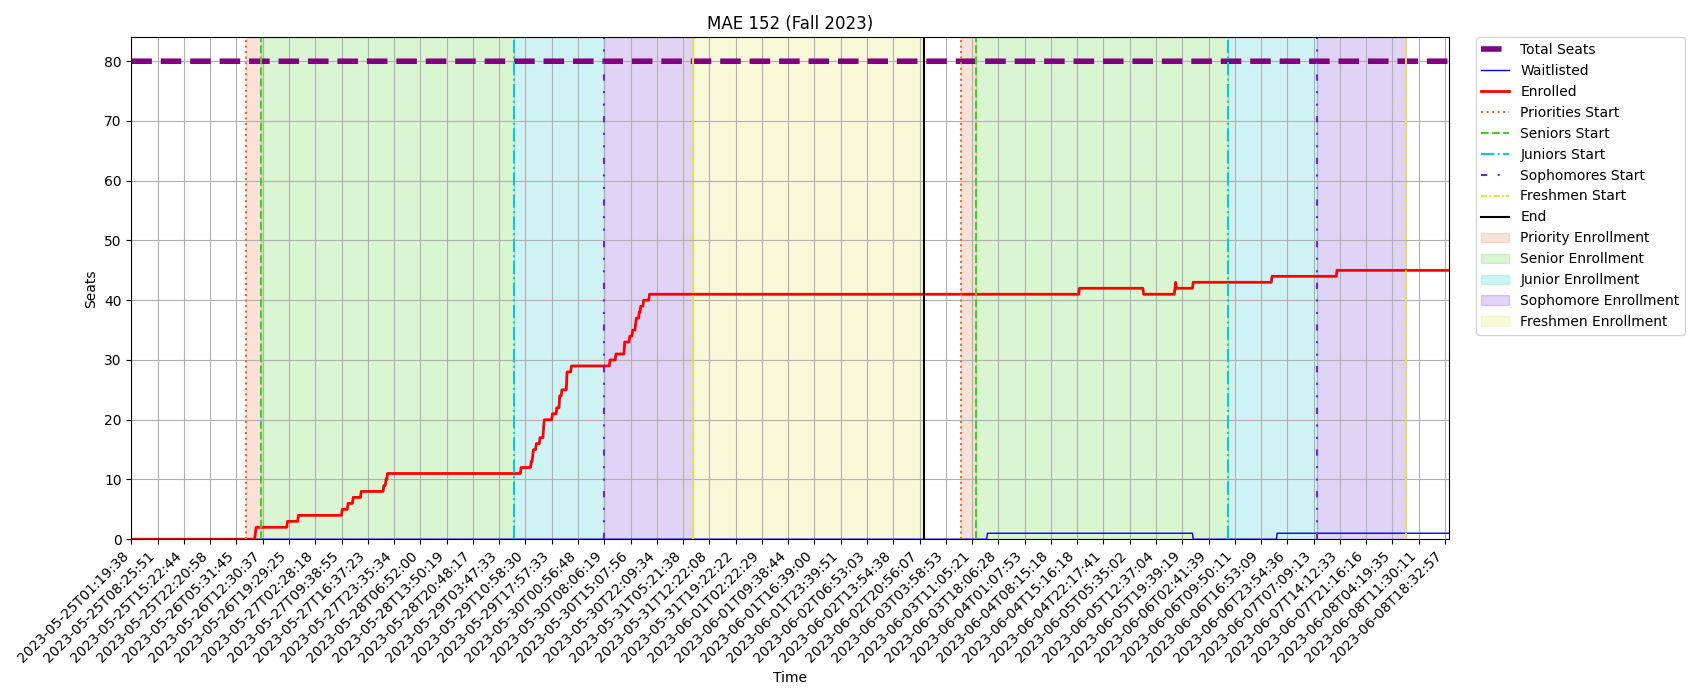 MAE 152 (Fall 2023)
Seats
80
70
60
50
40
30
20
10
0
2023-05-25T01:19:38
2023-05-25T08:25:51
2023-05-25T15:22:44
2023-05-25T22:20:58
2023-05-26T05:31:45
2023-05-26T12:30:37
2023-05-26T19:29:25
2023-05-27T02:28:18
2023-05-27T09:38:55
2023-05-27T16:37:23
2023-05-27T23:35:34
2023-05-28T06:52:00
2023-05-28T13:50:19
2023-05-28T20:48:17
2023-05-29T03:47:33
2023-05-29T10:58:30
2023-05-29T17:57:33
2023-05-30T00:56:48
2023-05-30T08:06:19
2023-05-30T15:07:56
2023-05-30T22:09:34
2023-05-31T05:21:38
2023-05-31T12:22:08
2023-05-31T19:22:22
2023-06-01T02:22:29
2023-06-01T09:38:44
2023-06-01T16:39:00
2023-06-01T23:39:51
2023-06-02T06:53:03
2023-06-02T13:54:38
2023-06-02T20:56:07
2023-06-03T03:58:53
2023-06-03T11:05:21
2023-06-03T18:06:28
2023-06-04T01:07:53
2023-06-04T08:15:18
2023-06-04T15:16:18
2023-06-04T22:17:41
2023-06-05T05:35:02
2023-06-05T12:37:04
2023-06-05T19:39:19
2023-06-06T02:41:39
2023-06-06T09:50:11
2023-06-06T16:53:09
2023-06-06T23:54:36
2023-06-07T07:09:13
2023-06-07T14:12:33
2023-06-07T21:16:16
2023-06-08T04:19:35
2023-06-08T11:30:11
2023-06-08T18:32:57
Time
Total Seats
Waitlisted
Enrolled
Priorities Start
Seniors Start
Juniors Start
Sophomores Start
Freshmen Start
End
Priority Enrollment
Senior Enrollment
Junior Enrollment
Sophomore Enrollment
Freshmen Enrollment